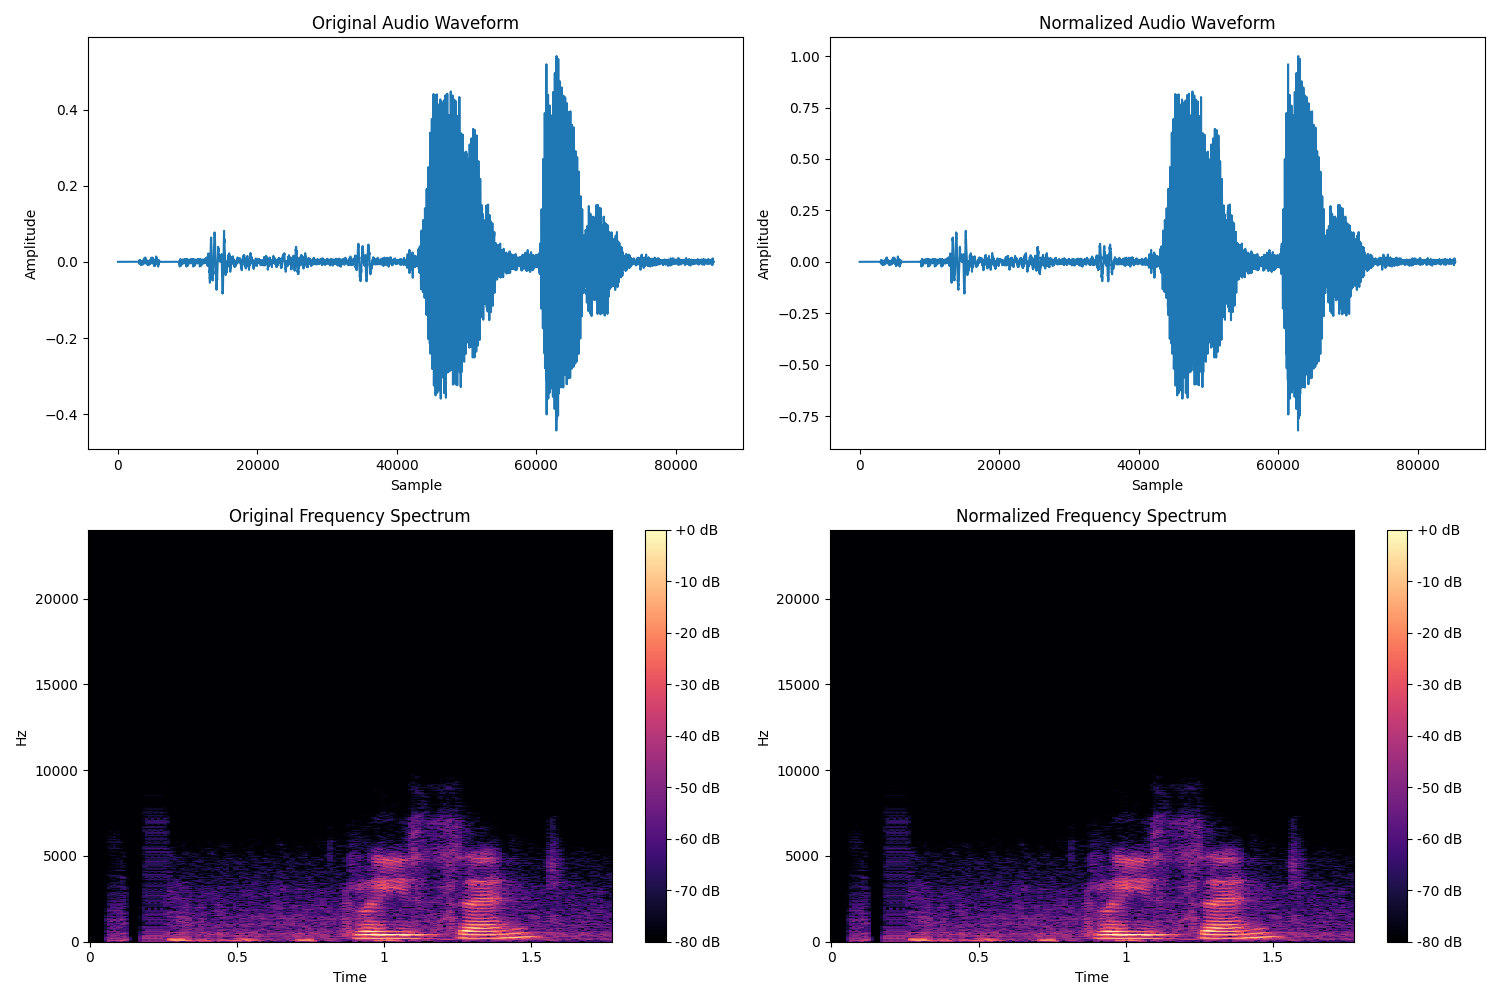 Original Audio Waveform
Amplitude
0.4
0.2
0.0
−0.2
−0.4
0 20000 40000 60000 80000
Sample
Normalized Audio Waveform
Amplitude
1.00
0.75
0.50
0.25
0.00
−0.25
−0.50
−0.75
0 20000 40000 60000 80000
Sample
Original Frequency Spectrum
Hz
20000
15000
10000
5000
0
0 0.5 1 1.5
Time
+0 dB
-10 dB
-20 dB
-30 dB
-40 dB
-50 dB
-60 dB
-70 dB
-80 dB
Normalized Frequency Spectrum
Hz
20000
15000
10000
5000
0
0 0.5 1 1.5
Time
+0 dB
-10 dB
-20 dB
-30 dB
-40 dB
-50 dB
-60 dB
-70 dB
-80 dB